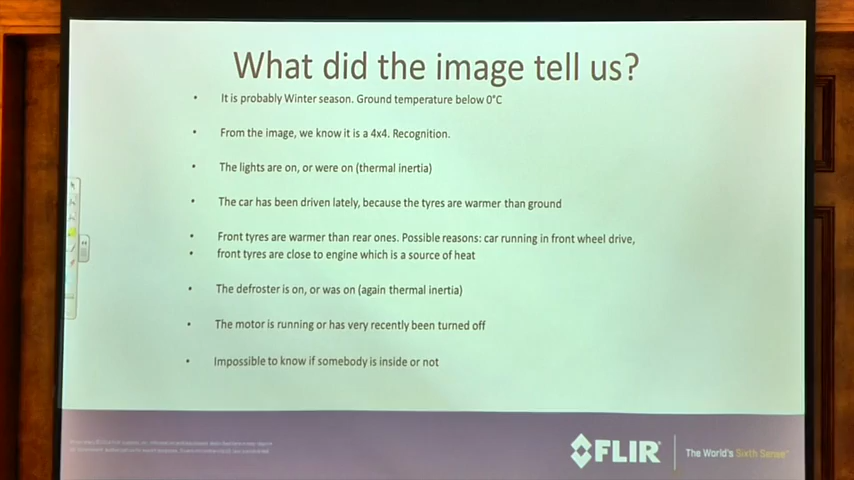 What did the image tell us?
• It is probably Winter season. Ground temperature below 0°C
• From the image, we know it is a 4x4. Recognition.
• The lights are on, or were on (thermal inertia)
• The car has been driven lately, because the tyres are warmer than ground
• Front tyres are warmer than rear ones. Possible reasons: car running in front wheel drive,
• front tyres are close to engine which is a source of heat
• The defroster is on, or was on (again thermal inertia)
• The motor is running or has very recently been turned off
• Impossible to know if somebody is inside or not
FLIR The World's Sixth Sense